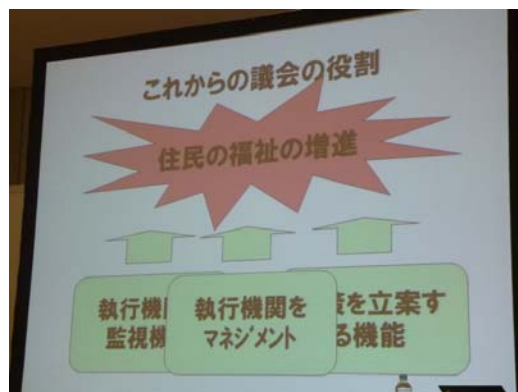 これからの議会の役割
住民の福祉の増進
執行機
監視機
執行機関を
マネジメント
を立案す
る機能